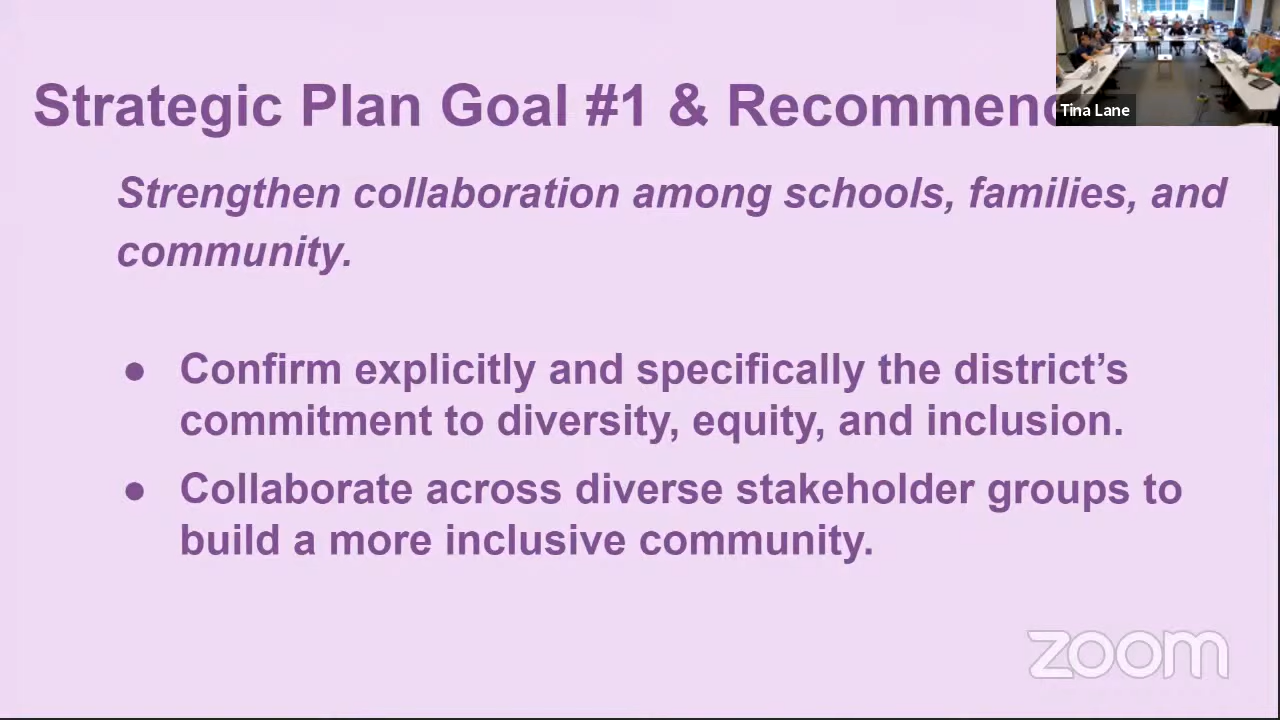 Strategic Plan Goal #1 & Recommen
Tina Lane
Strengthen collaboration among schools, families, and
community.
● Confirm explicitly and specifically the district’s
commitment to diversity, equity, and inclusion.
● Collaborate across diverse stakeholder groups to
build a more inclusive community.
zoom